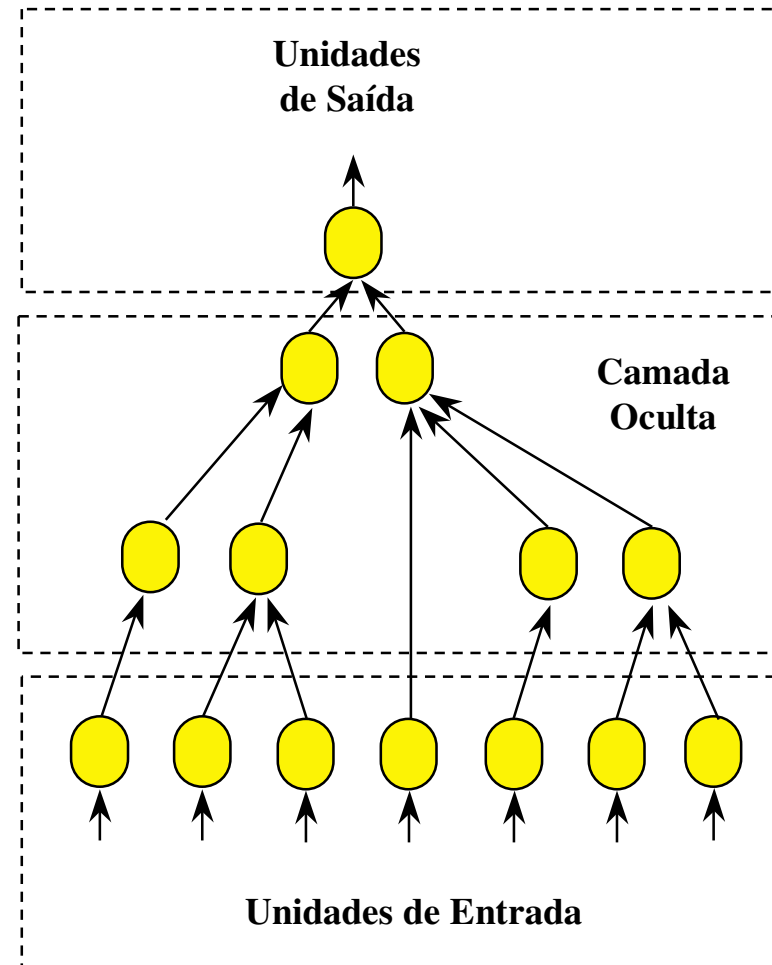 Unidades
de Saída
Camada
Oculta
Unidades de Entrada